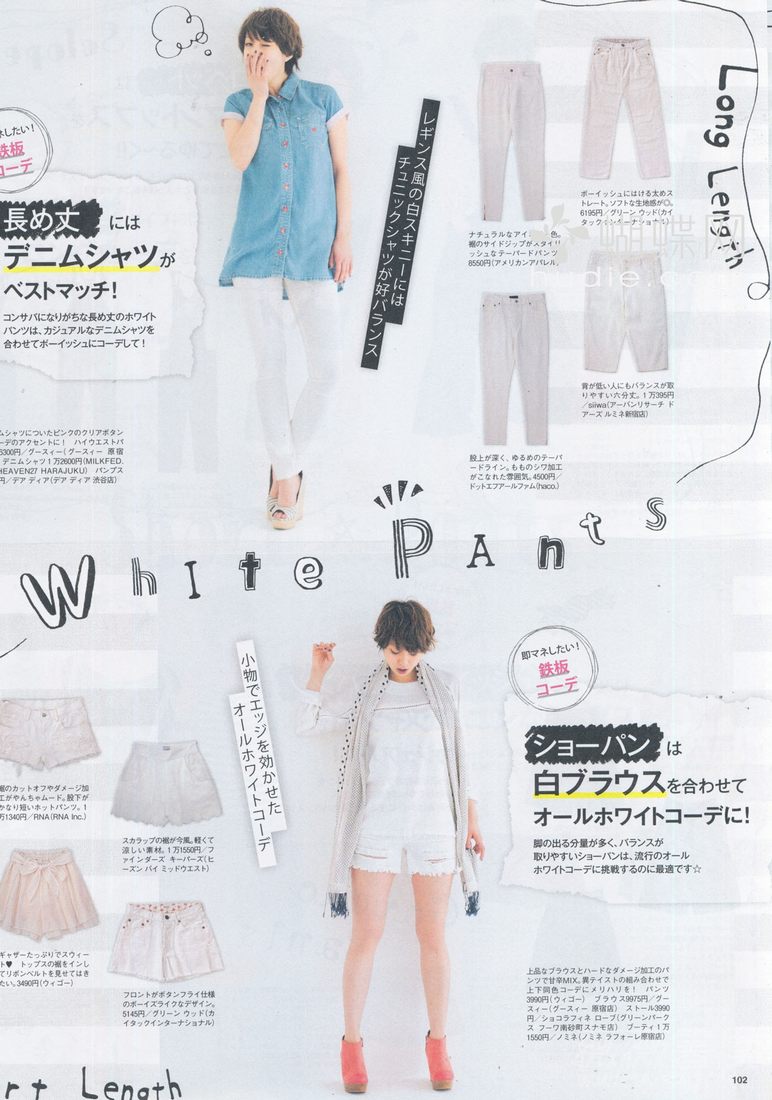 Long Length
ネしたい！
鉄板
コーデ
長め丈には
デニムシャツが
ベストマッチ！
コンサバになりがちな長め丈のホワイト
パンツは、カジュアルなデニムシャツを
合わせてボーイッシュにコーデして！
ムシャツについたピンクのクリアボタン
ーデのアクセントに！　ハイウエストパ
6300円／グースィー(グースィー 原宿
デニムシャツ1万2600円(MILKFED.
HEAVEN27 HARAJUKU)　パンプス
円／デア ディア(デア ディア 渋谷店)
レギンス風の白スキニーには
チュニックシャツが好バランス
ボーイッシュにはける太めス
トレート。ソフトな生地感が◎。
6195円／グリーン ウッド(カイ
タックインターナショナル)
ナチュラルなアイ
裾のサイドジップがスタイリ
ッシュなテーパードパンツ
8550円(アメリカンアパレル)
背が低い人にもバランスが取
りやすい六分丈。1万395円
／siiwa(アーバンリサーチ ド
アーズ ルミネ新宿店)
股上が深く、ゆるめのテーパ
ードライン。もものシワ加工
がこなれた雰囲気。4500円／
ドットエフアールファム(haco.)
White Pants
小物でエッジを効かせた
オールホワイトコーデ
即マネしたい！
鉄板
コーデ
ショーパンは
白ブラウスを合わせて
オールホワイトコーデに！
脚の出る分量が多く、バランスが
取りやすいショーパンは、流行のオール
ホワイトコーデに挑戦するのに最適です☆
裾のカットオフやダメージ加
工がやんちゃムード。股下が
かなり短いホットパンツ。1
万1340円／RNA(RNA Inc.)
スカラップの裾が今風。軽くて
涼しい素材。1万1550円／フ
ァインダーズ キーパーズ(ヒ
ーズン バイ ミッドウエスト)
ギャザーたっぷりでスウィー
ト♥ トップスの裾をインし
てリボンベルトを見せてはき
たい。3490円(ウィゴー)
フロントがボタンフライ仕様
のボーイズライクなデザイン。
5145円／グリーン ウッド(カ
イタックインターナショナル)
上品なブラウスとハードなダメージ加工のパ
ンツで甘辛MIX。異テイストの組み合わせで
上下同色コーデにメリハリを！　パンツ
3990円(ウィゴー)　ブラウス9975円／グー
スィー(グースィー 原宿店)　ストール3990
円／ショコラフィネ ローブ(グリーンパーク
ス フーワ南砂町スナモ店)　ブーティ1万
1550円／ノミネ(ノミネ ラフォーレ原宿店)
rt Length
102